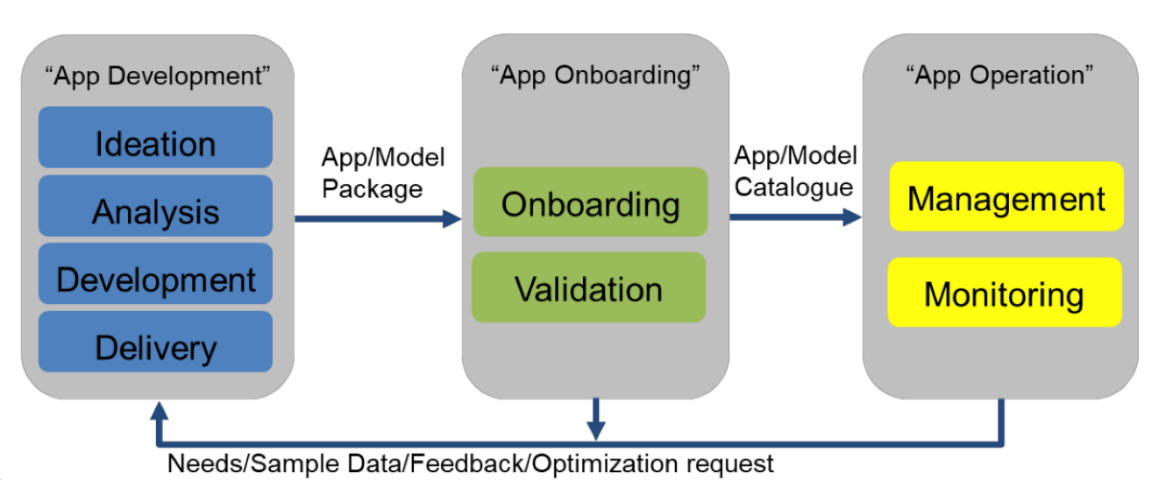 “App Development”
Ideation
Analysis
Development
Delivery
App/Model
Package
“App Onboarding”
Onboarding
Validation
App/Model
Catalogue
“App Operation”
Management
Monitoring
Needs/Sample Data/Feedback/Optimization request